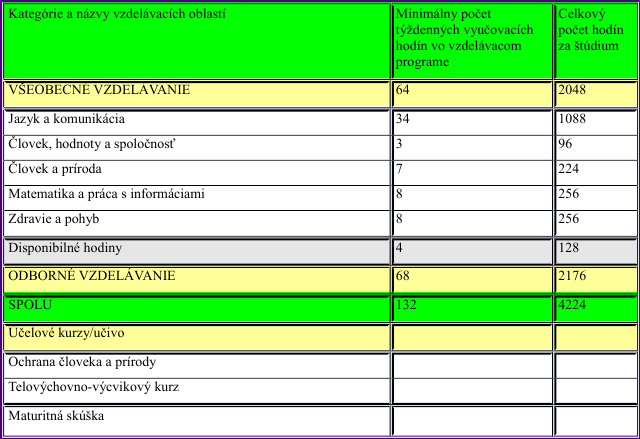 Kategórie a názvy vzdelávacích oblastí
Minimálny počet
týždenných vyučovacích
hodín vo vzdelávacom
programe
Celkový
počet hodín
za štúdium
VŠEOBECNÉ VZDELÁVANIE 64 2048
Jazyk a komunikácia 34 1088
Človek, hodnoty a spoločnosť 3 96
Človek a príroda 7 224
Matematika a práca s informáciami 8 256
Zdravie a pohyb 8 256
Disponibilné hodiny 4 128
ODBORNÉ VZDELÁVANIE 68 2176
SPOLU 132 4224
Učelové kurzy/učivo
Ochrana človeka a prírody
Telovýchovno-výcvikový kurz
Maturitná skúška